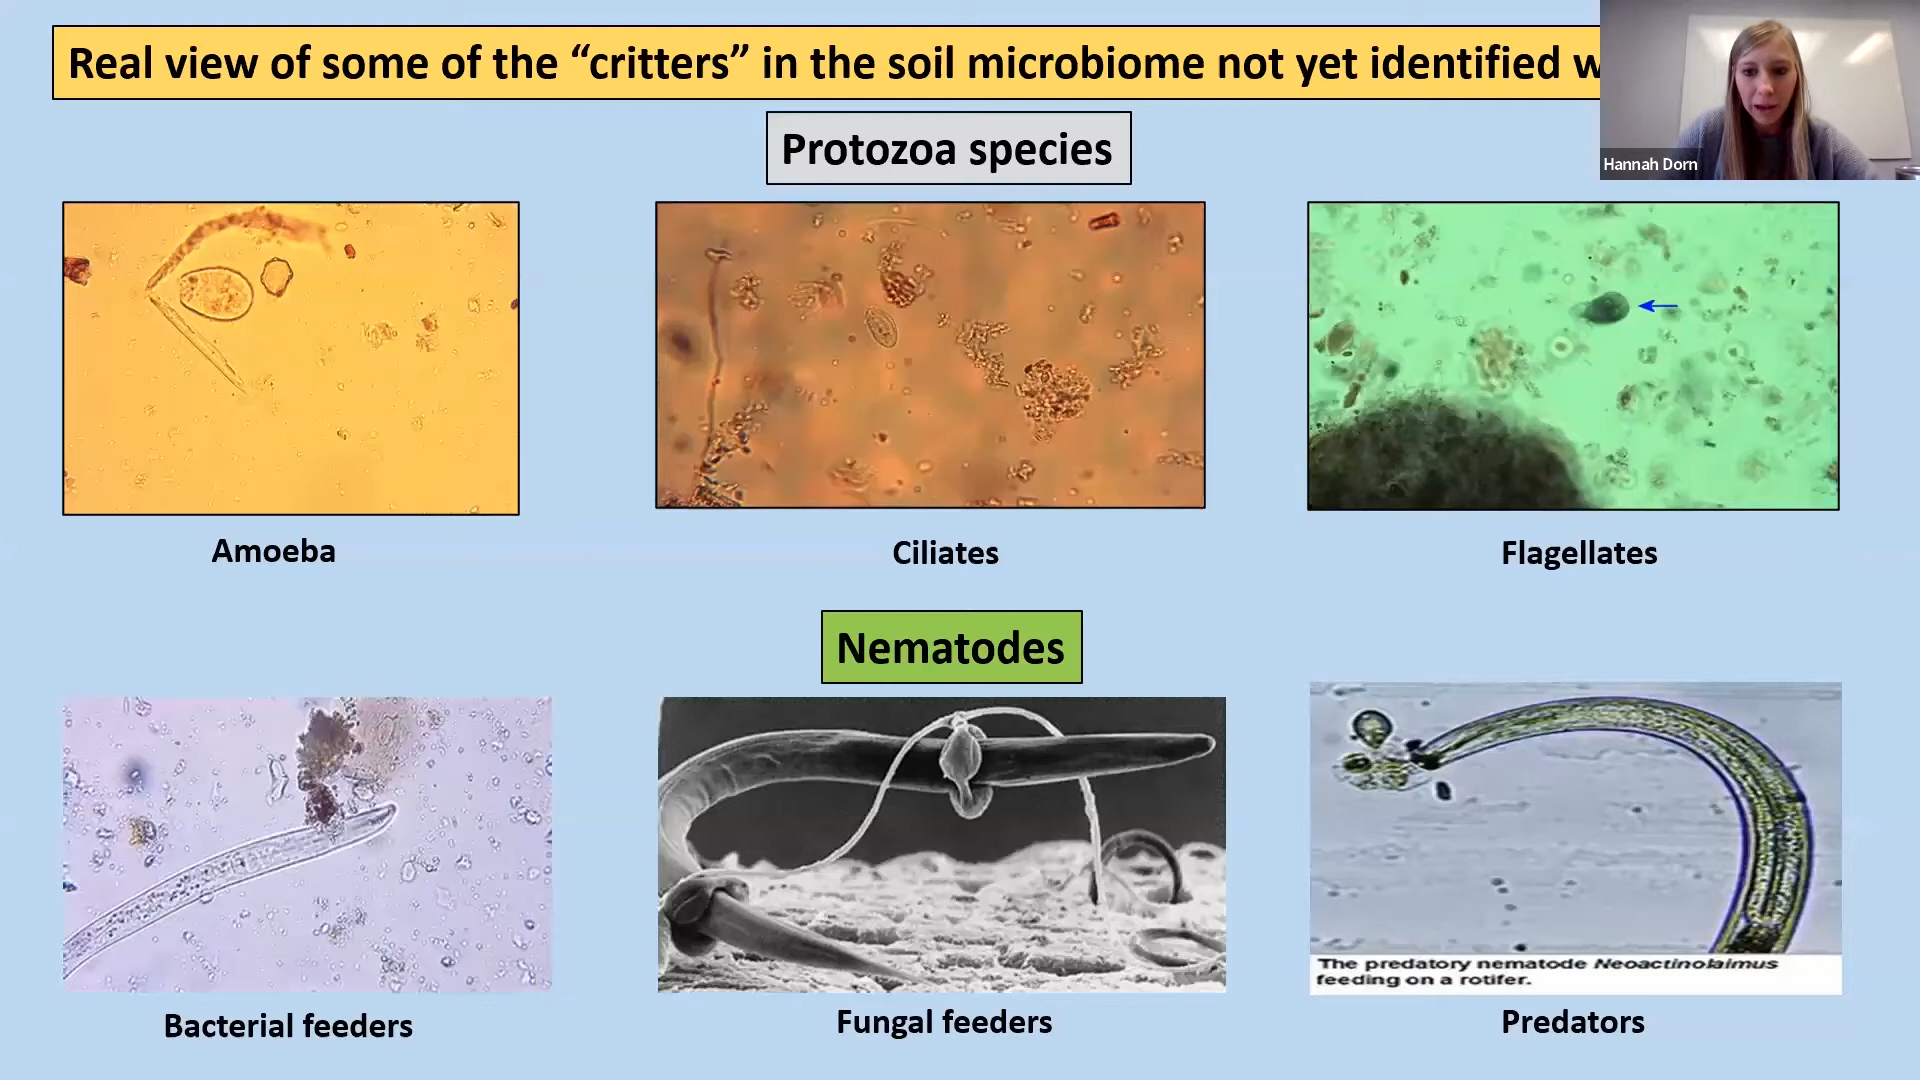 Real view of some of the “critters” in the soil microbiome not yet identified
Hannah Dorn
Protozoa species
Amoeba
Ciliates
Flagellates
Nematodes
The predatory nematode Neoactinolaimus
feeding on a rotifer.
Bacterial feeders
Fungal feeders
Predators